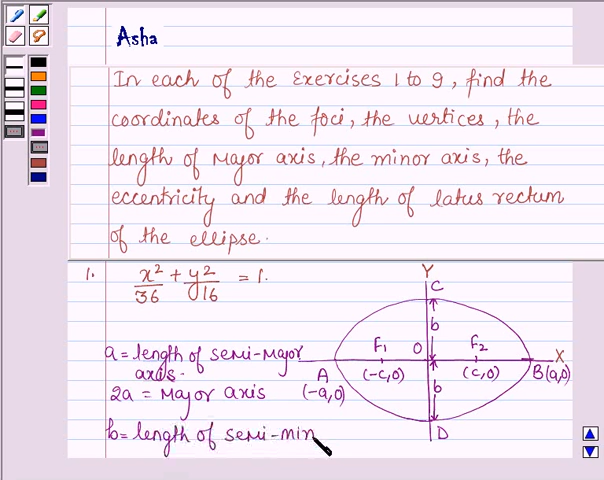 Asha
In each of the Exercises 1 to 9, find the
coordinates of the foci, the vertices, the
length of Major axis, the minor axis, the
eccentricity and the length of latus rectum
of the ellipse.
1. x²/36 + y²/16 = 1.
a = length of semi-Major
axis.
2a = Major axis
b = length of semi-min
Y
C
b
F₁ O F₂
X
A
(-c,0) (c,0) B(a,0)
(-a,0)
b
D